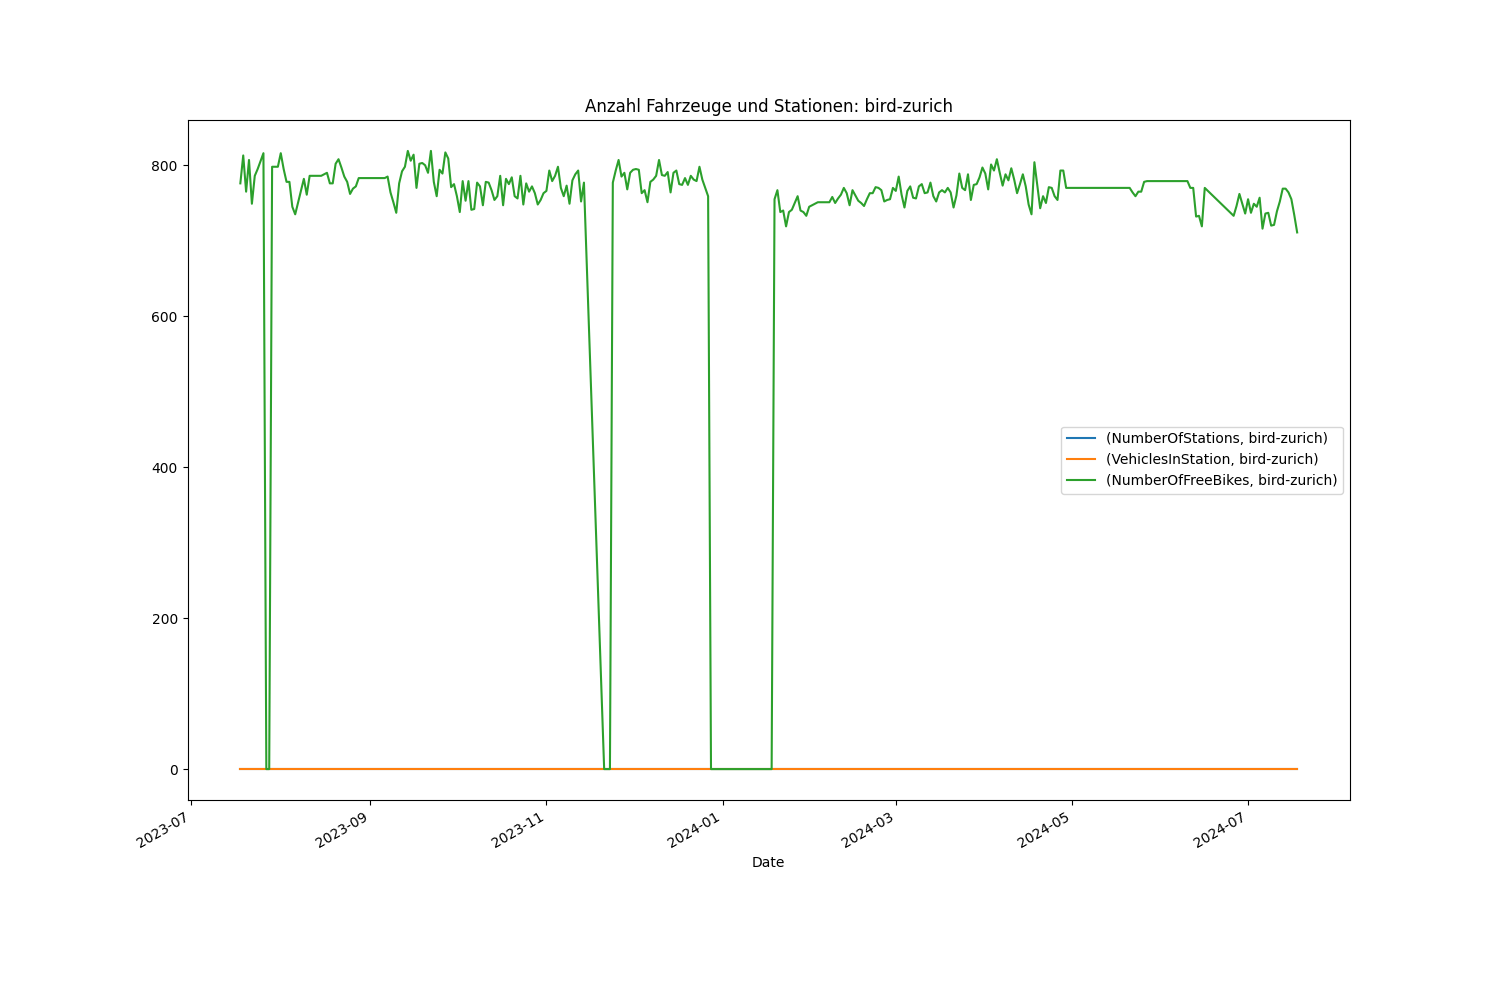 Anzahl Fahrzeuge und Stationen: bird-zurich
800
600
400
200
0
(NumberOfStations, bird-zurich)
(VehiclesInStation, bird-zurich)
(NumberOfFreeBikes, bird-zurich)
2023-07
2023-09
2023-11
2024-01
2024-03
2024-05
2024-07
Date